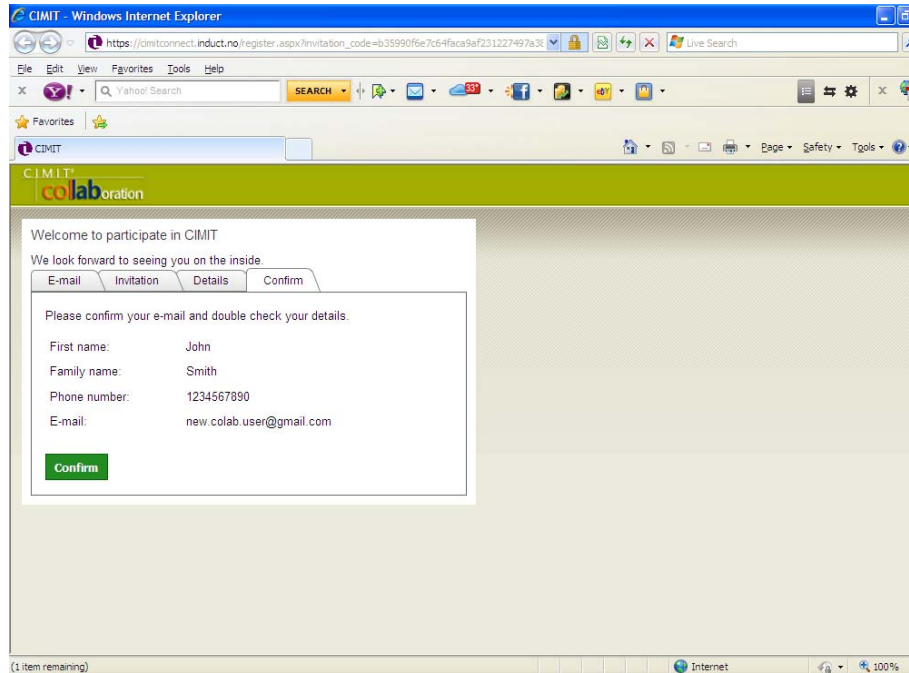 CIMIT - Windows Internet Explorer
https://cimitconnect.induct.no/register.aspx?invitation_code=b35990f6e7c64faca9af231227497a38
Live Search
File Edit View Favorites Tools Help
x Y! Yahoo! Search SEARCH 33° ebY x
Favorites
CIMIT Page Safety Tools
CIMIT®
collaboration
Welcome to participate in CIMIT
We look forward to seeing you on the inside.
E-mail Invitation Details Confirm
Please confirm your e-mail and double check your details.
First name: John
Family name: Smith
Phone number: 1234567890
E-mail: new.colab.user@gmail.com
Confirm
(1 item remaining) Internet 100%